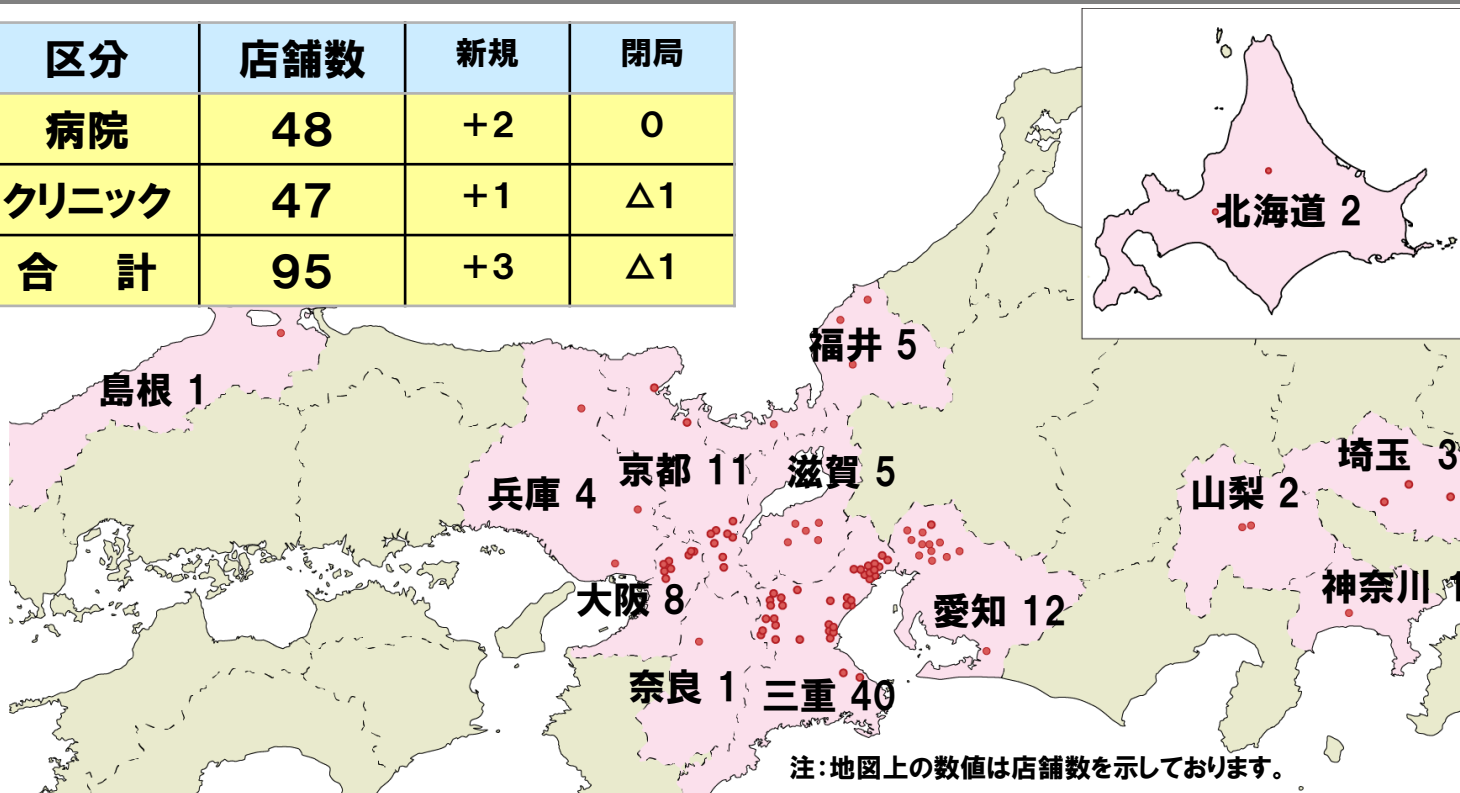 区分 店舗数 新規 閉局
病院 48 +2 0
クリニック 47 +1 △1
合 計 95 +3 △1
北海道 2
福井 5
島根 1
京都 11
滋賀 5
埼玉 3
兵庫 4
山梨 2
大阪 8
愛知 12
神奈川 1
奈良 1
三重 40
注:地図上の数値は店舗数を示しております。